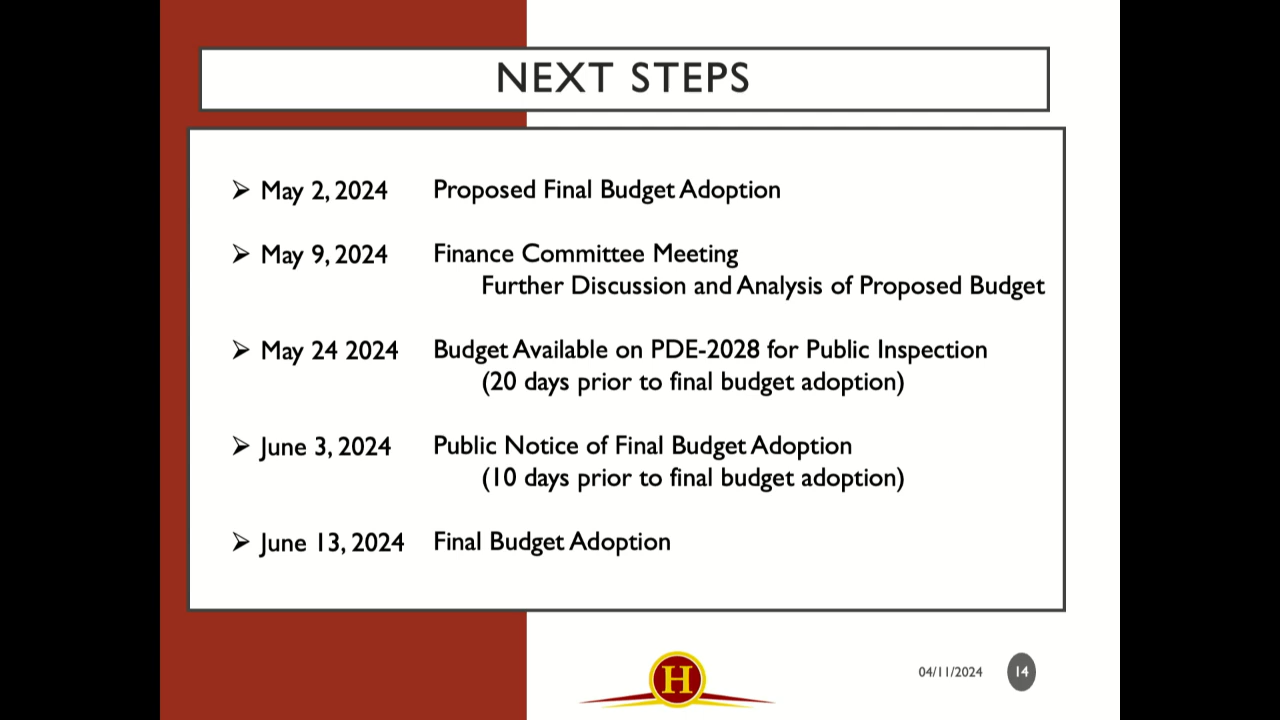 NEXT STEPS
➢ May 2, 2024 Proposed Final Budget Adoption
➢ May 9, 2024 Finance Committee Meeting
Further Discussion and Analysis of Proposed Budget
➢ May 24 2024 Budget Available on PDE-2028 for Public Inspection
(20 days prior to final budget adoption)
➢ June 3, 2024 Public Notice of Final Budget Adoption
(10 days prior to final budget adoption)
➢ June 13, 2024 Final Budget Adoption
H
04/11/2024 14